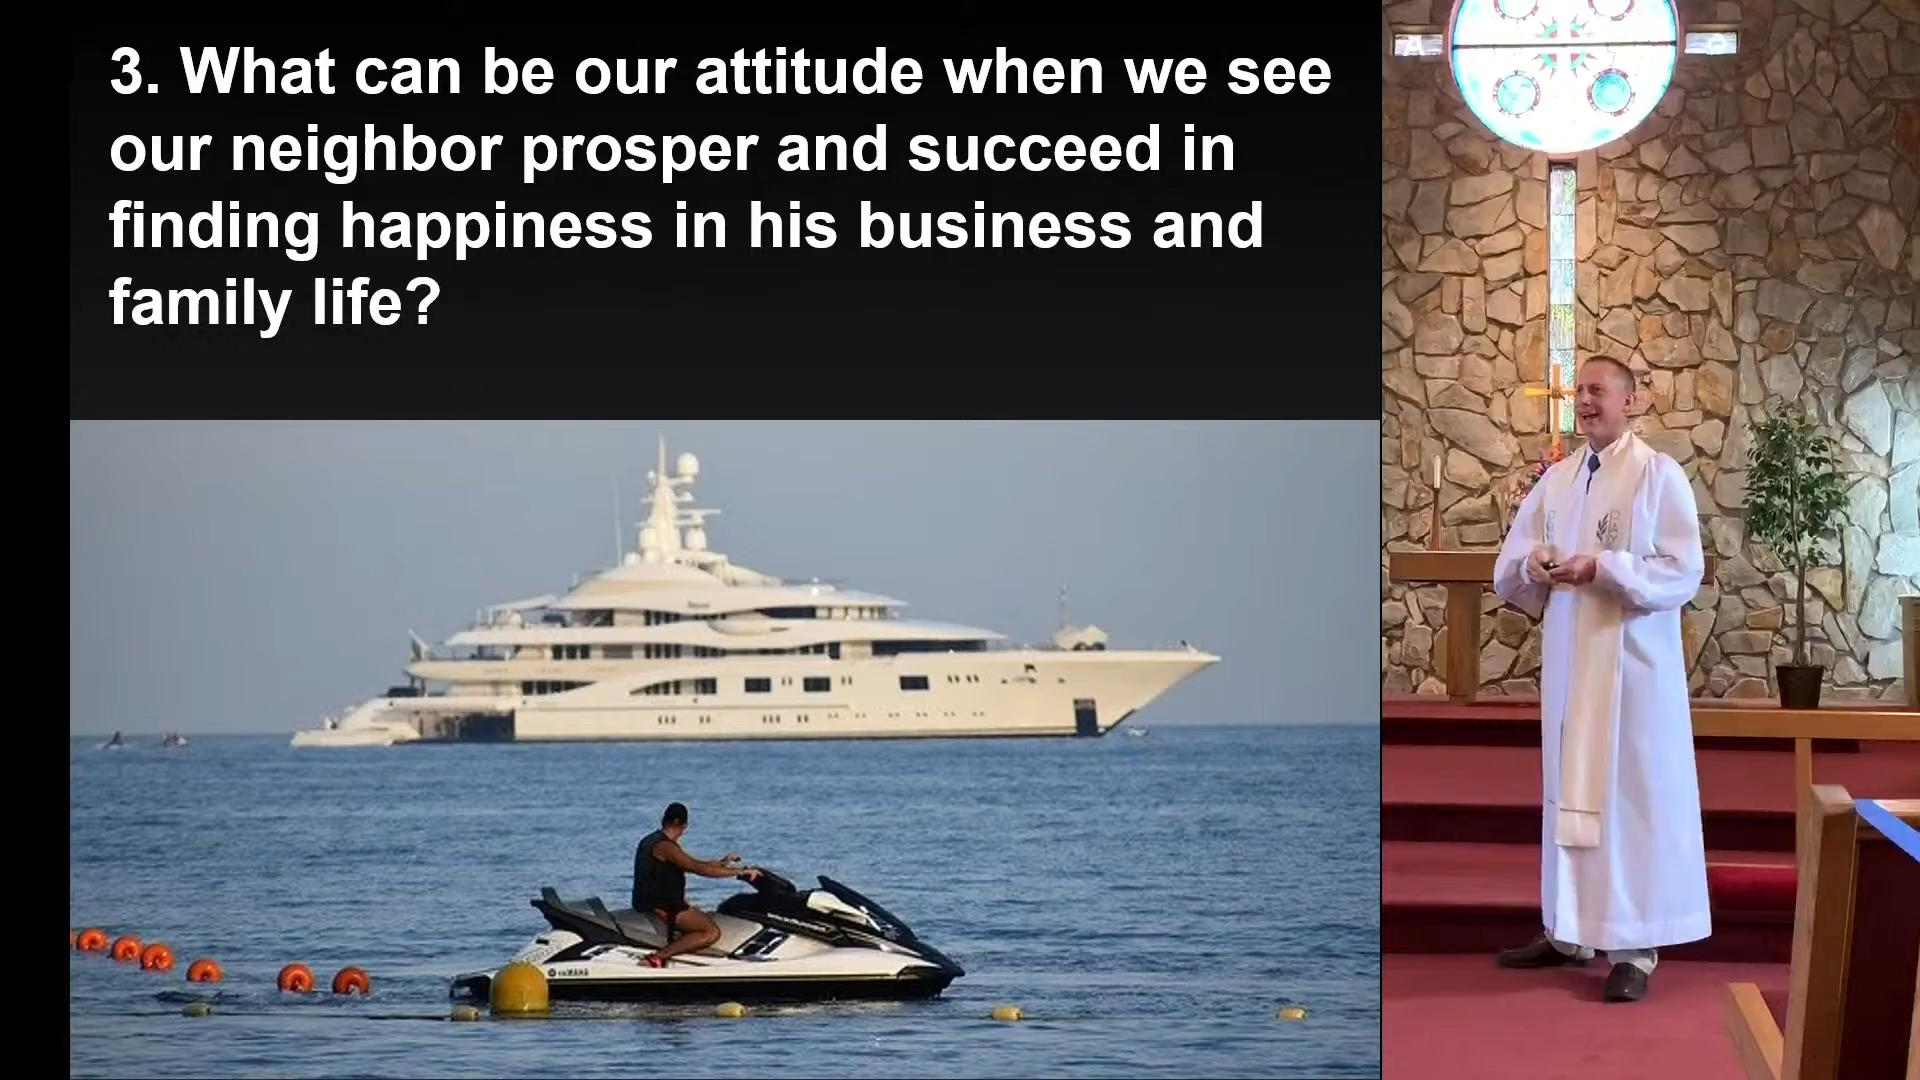 3. What can be our attitude when we see
our neighbor prosper and succeed in
finding happiness in his business and
family life?
YAMAHA